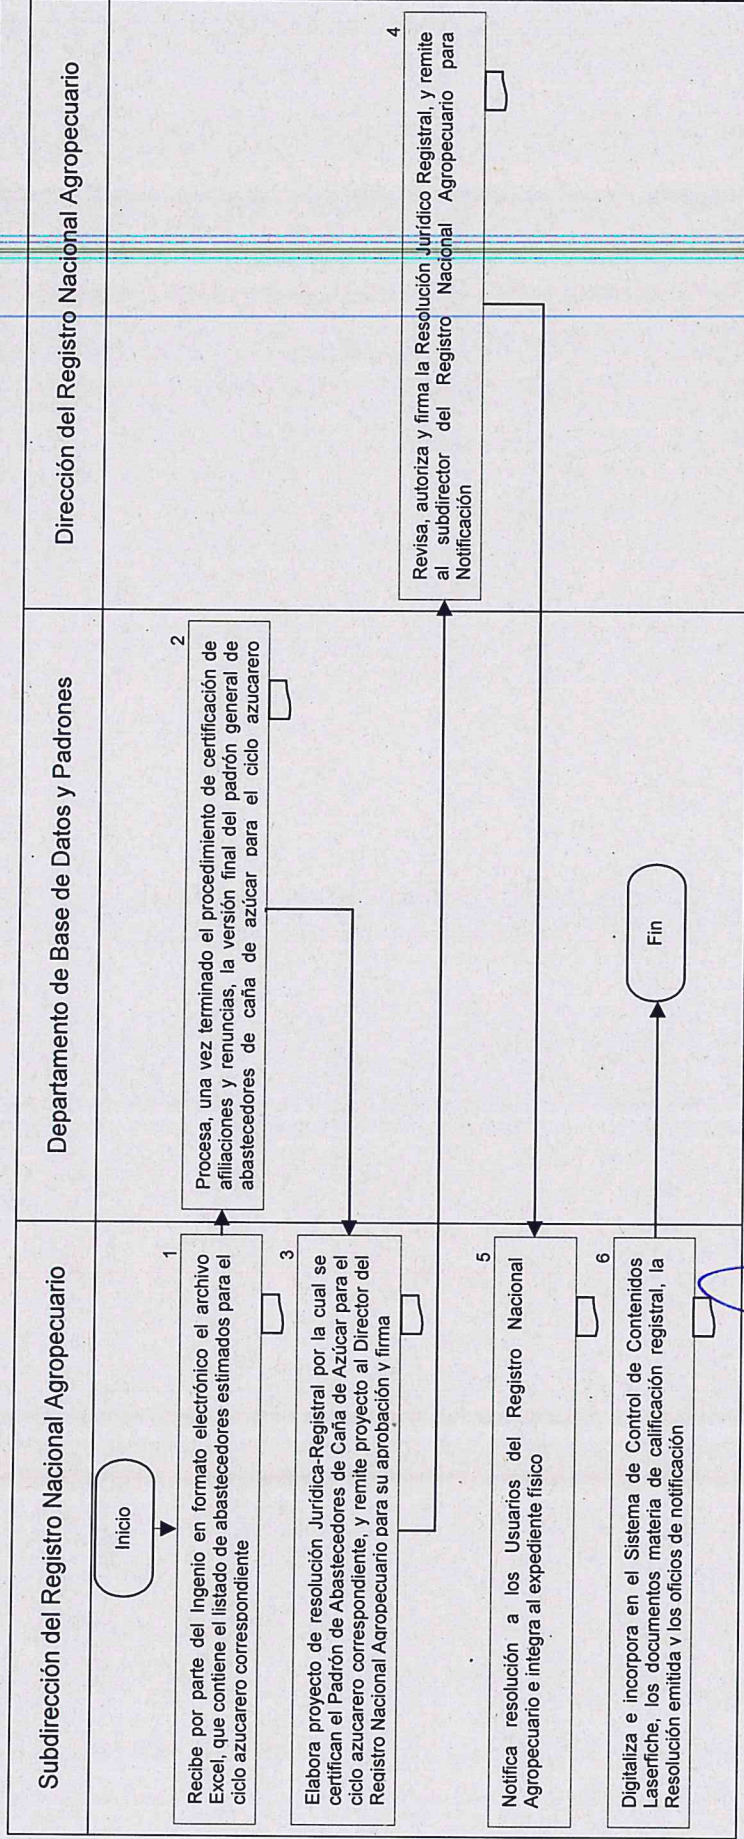 Subdirección del Registro Nacional Agropecuario
Departamento de Base de Datos y Padrones
Dirección del Registro Nacional Agropecuario
Inicio
1
Recibe por parte del Ingenio en formato electrónico el archivo
Excel, que contiene el listado de abastecedores estimados para el
ciclo azucarero correspondiente
2
Procesa, una vez terminado el procedimiento de certificación de
afiliaciones y renuncias, la versión final del padrón general de
abastecedores de caña de azúcar para el ciclo azucarero
3
Elabora proyecto de resolución Jurídica-Registral por la cual se
certifican el Padrón de Abastecedores de Caña de Azúcar para el
ciclo azucarero correspondiente, y remite proyecto al Director del
Registro Nacional Agropecuario para su aprobación y firma
4
Revisa, autoriza y firma la Resolución Jurídico Registral, y remite
al subdirector del Registro Nacional Agropecuario para
Notificación
5
Notifica resolución a los Usuarios del Registro Nacional
Agropecuario e integra al expediente físico
6
Digitaliza e incorpora en el Sistema de Control de Contenidos
Laserfiche, los documentos materia de calificación registral, la
Resolución emitida y los oficios de notificación
Fin